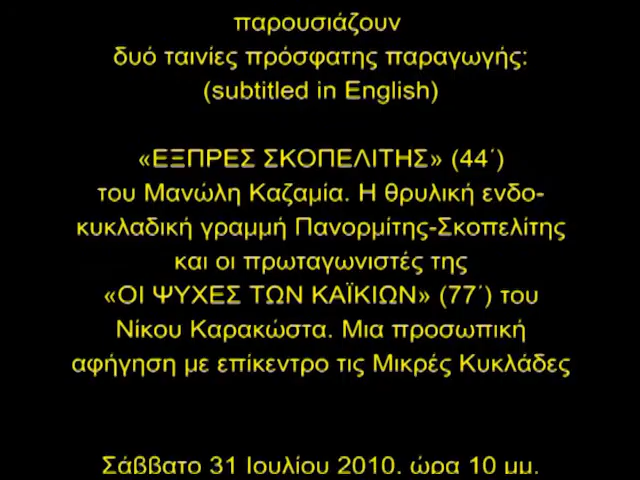 παρουσιάζουν
δυό ταινίες πρόσφατης παραγωγής:
(subtitled in English)
«ΕΞΠΡΕΣ ΣΚΟΠΕΛΙΤΗΣ» (44΄)
του Μανώλη Καζαμία. Η θρυλική ενδο-
κυκλαδική γραμμή Πανορμίτης-Σκοπελίτης
και οι πρωταγωνιστές της
«ΟΙ ΨΥΧΕΣ ΤΩΝ ΚΑΪΚΙΩΝ» (77΄) του
Νίκου Καρακώστα. Μια προσωπική
αφήγηση με επίκεντρο τις Μικρές Κυκλάδες
Σάββατο 31 Ιουλίου 2010, ώρα 10 μμ.